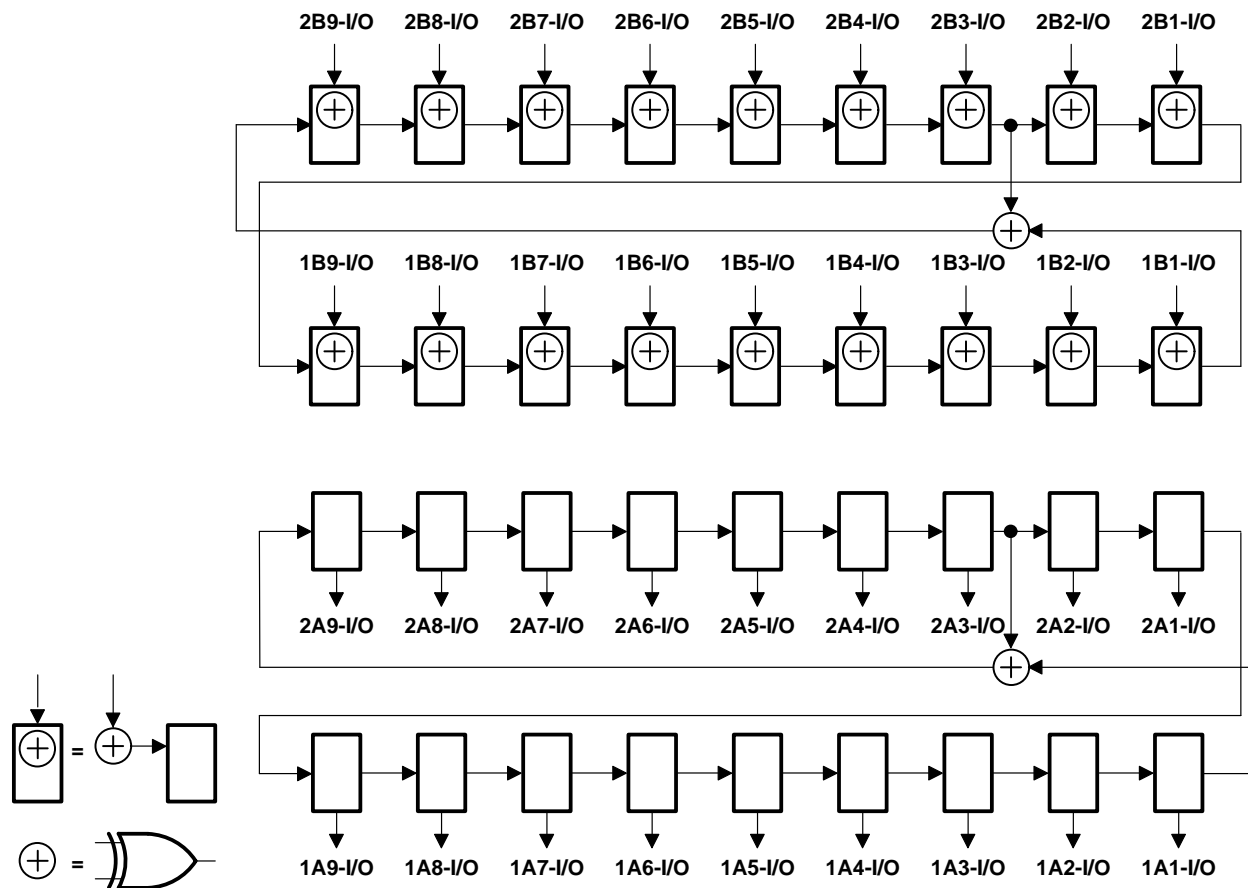 2B9-I/O 2B8-I/O 2B7-I/O 2B6-I/O 2B5-I/O 2B4-I/O 2B3-I/O 2B2-I/O 2B1-I/O
1B9-I/O 1B8-I/O 1B7-I/O 1B6-I/O 1B5-I/O 1B4-I/O 1B3-I/O 1B2-I/O 1B1-I/O
2A9-I/O 2A8-I/O 2A7-I/O 2A6-I/O 2A5-I/O 2A4-I/O 2A3-I/O 2A2-I/O 2A1-I/O
=
=
1A9-I/O 1A8-I/O 1A7-I/O 1A6-I/O 1A5-I/O 1A4-I/O 1A3-I/O 1A2-I/O 1A1-I/O